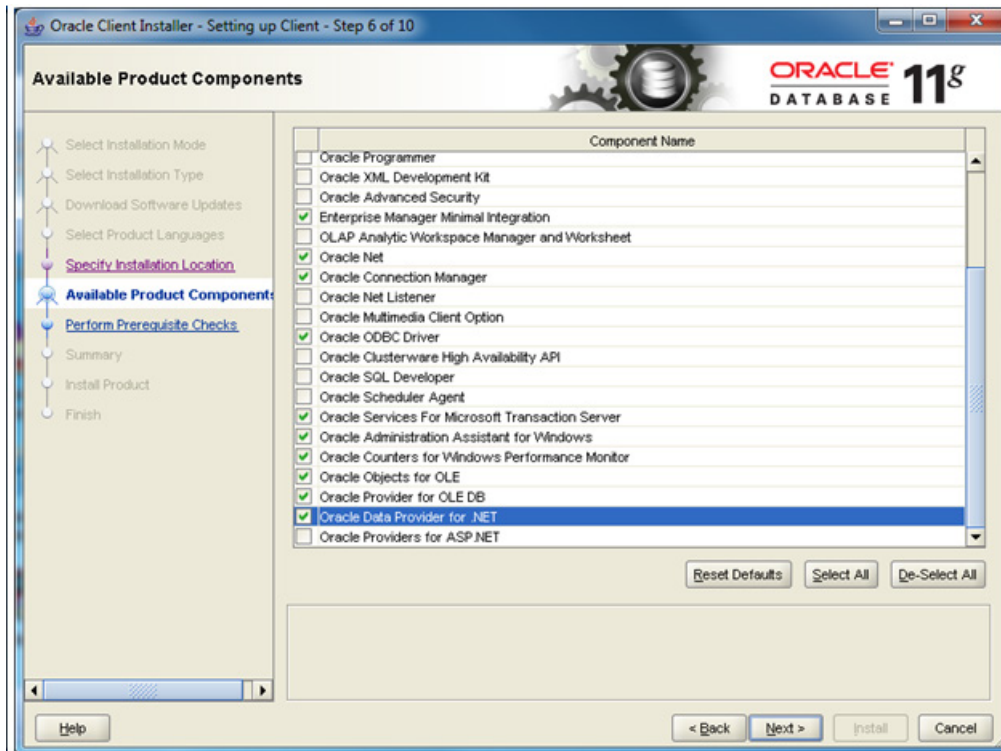 Oracle Client Installer - Setting up Client - Step 6 of 10
Available Product Components
ORACLE
DATABASE
11g
Select Installation Mode
Select Installation Type
Download Software Updates
Select Product Languages
Specify Installation Location
Available Product Components
Perform Prerequisite Checks
Summary
Install Product
Finish
Component Name
Oracle Programmer
Oracle XML Development Kit
Oracle Advanced Security
Enterprise Manager Minimal Integration
OLAP Analytic Workspace Manager and Worksheet
Oracle Net
Oracle Connection Manager
Oracle Net Listener
Oracle Multimedia Client Option
Oracle ODBC Driver
Oracle Clusterware High Availability API
Oracle SQL Developer
Oracle Scheduler Agent
Oracle Services For Microsoft Transaction Server
Oracle Administration Assistant for Windows
Oracle Counters for Windows Performance Monitor
Oracle Objects for OLE
Oracle Provider for OLE DB
Oracle Data Provider for .NET
Oracle Providers for ASP.NET
Reset Defaults Select All De-Select All
Help < Back Next > Install Cancel